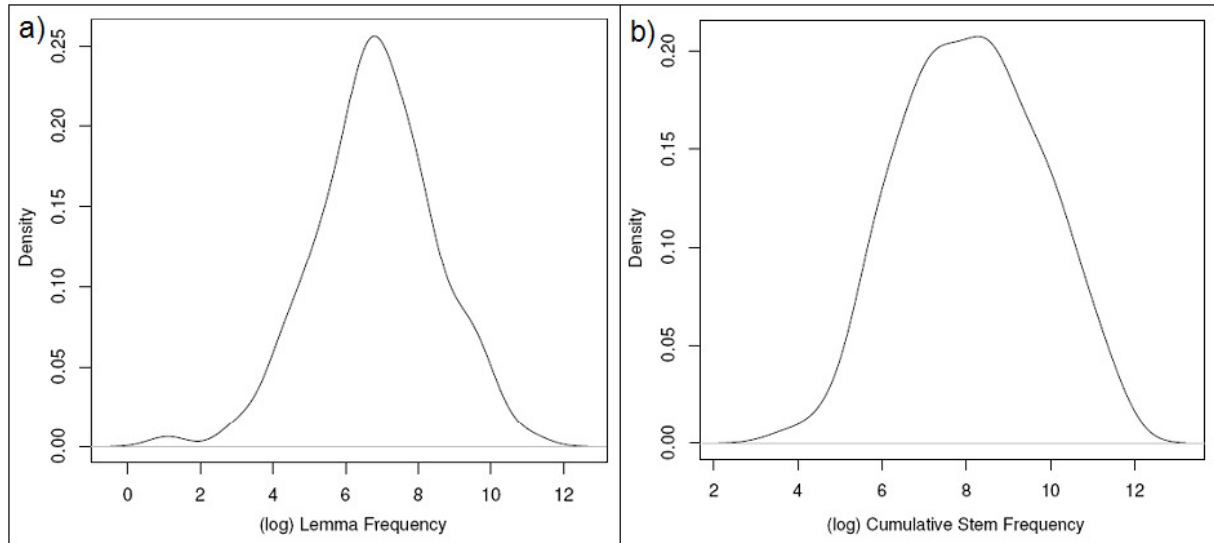 a)
Density
0.25
0.20
0.15
0.10
0.05
0.00
0 2 4 6 8 10 12
(log) Lemma Frequency
b)
Density
0.20
0.15
0.10
0.05
0.00
2 4 6 8 10 12
(log) Cumulative Stem Frequency